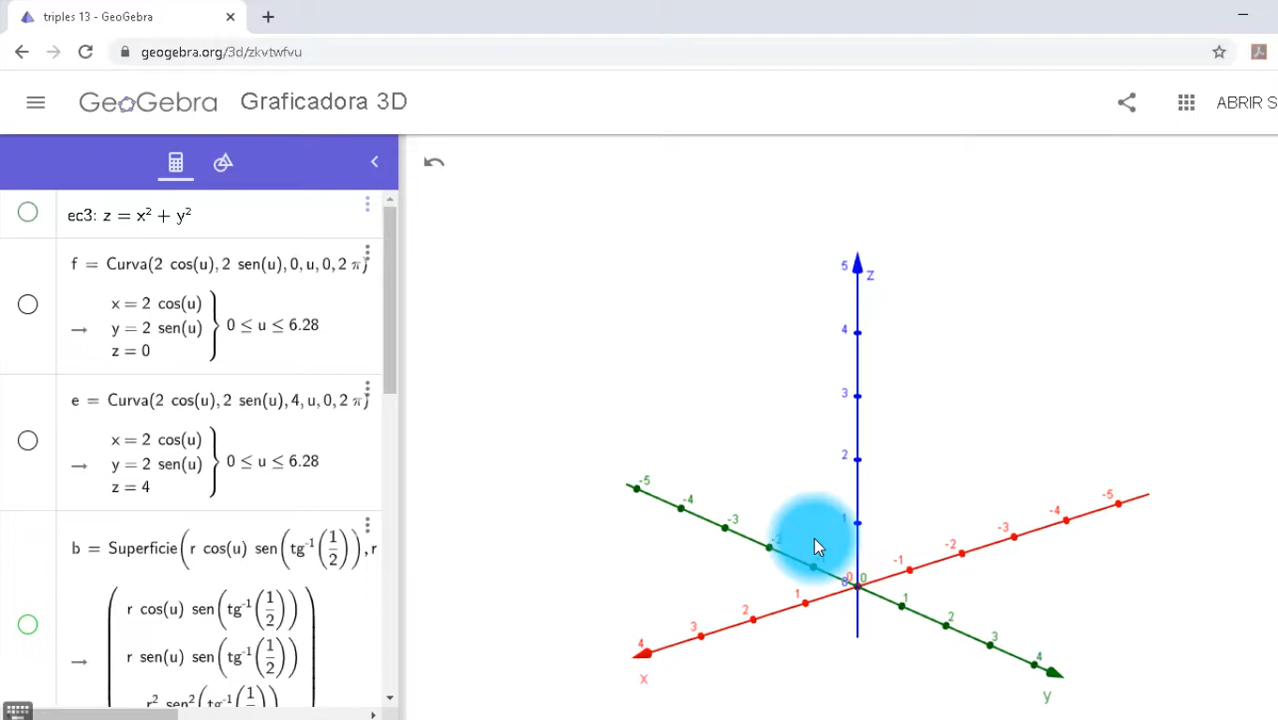 triples 13 - GeoGebra
geogebra.org/3d/zkvtwfvu
GeoGebra Graficadora 3D
ABRIR S
ec3: z = x² + y²
f = Curva(2 cos(u), 2 sen(u), 0, u, 0, 2 π)
x = 2 cos(u)
→ y = 2 sen(u) } 0 ≤ u ≤ 6.28
z = 0
e = Curva(2 cos(u), 2 sen(u), 4, u, 0, 2 π)
x = 2 cos(u)
→ y = 2 sen(u) } 0 ≤ u ≤ 6.28
z = 4
b = Superficie(r cos(u) sen(tg⁻¹(1/2)), r
r cos(u) sen(tg⁻¹(1/2))
→ r sen(u) sen(tg⁻¹(1/2))
5
z
4
3
2
1
0
-5
-4
-3
-2
0
1
2
3
4
y
-5
-4
-3
-2
-1
0
1
2
3
4
x